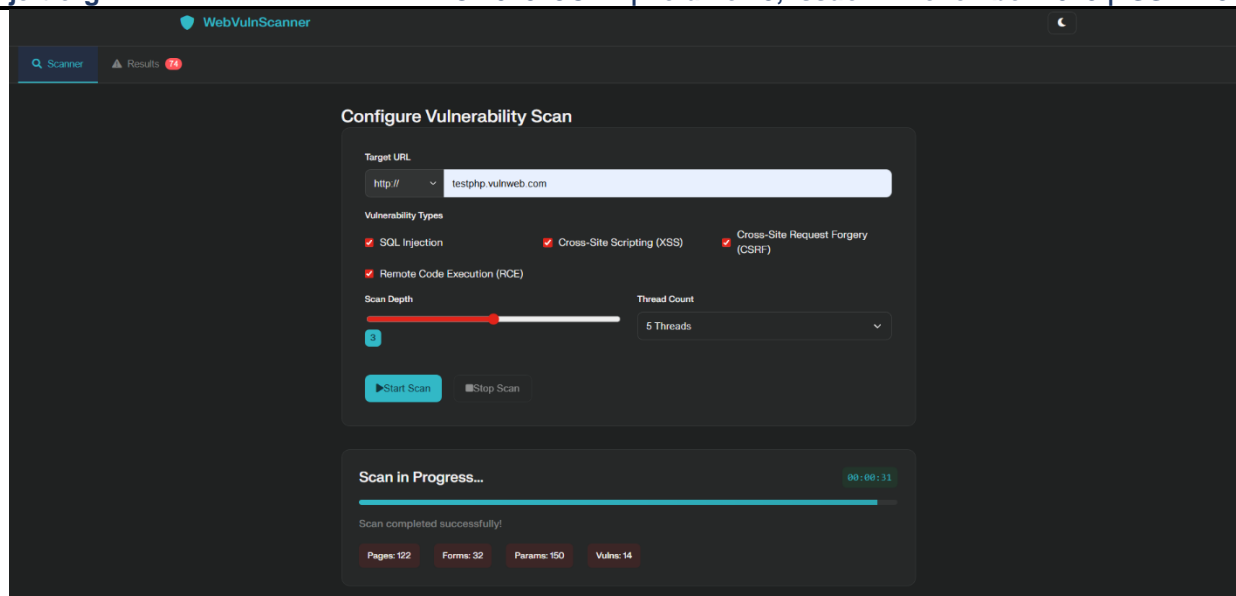 WebVulnScanner
Scanner
Results 74
Configure Vulnerability Scan
Target URL
http:// testphp.vulnweb.com
Vulnerability Types
SQL Injection
Cross-Site Scripting (XSS)
Cross-Site Request Forgery
(CSRF)
Remote Code Execution (RCE)
Scan Depth
Thread Count
5 Threads
3
Start Scan
Stop Scan
Scan in Progress...
00:00:31
Scan completed successfully!
Pages: 122 Forms: 32 Params: 150 Vulns: 14